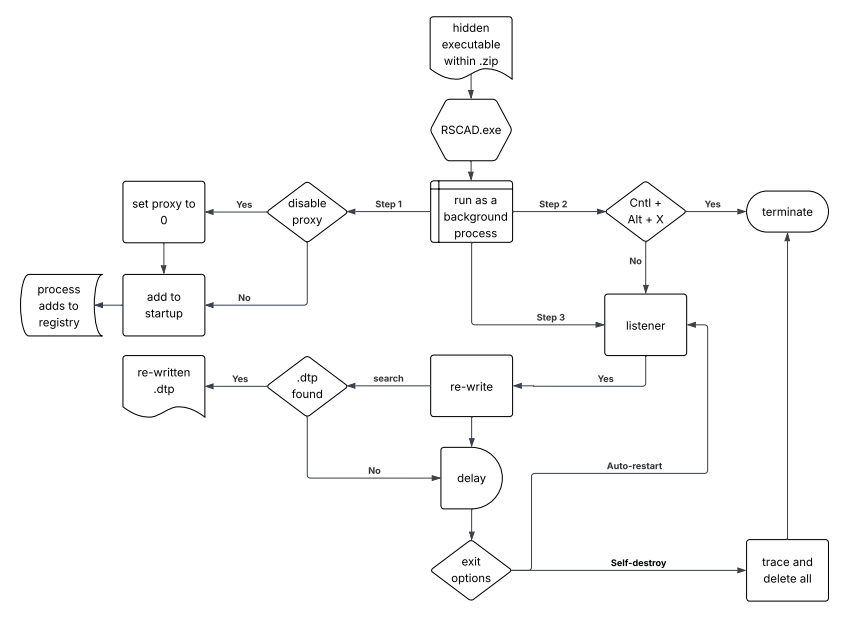 hidden
executable
within .zip
RSCAD.exe
run as a
background
process
Step 1
disable
proxy
Yes
set proxy to
0
No
add to
startup
process
adds to
registry
Step 2
Cntl +
Alt + X
Yes
terminate
No
Step 3
listener
Yes
re-write
search
.dtp
found
Yes
re-written
.dtp
No
delay
exit
options
Auto-restart
Self-destroy
trace and
delete all